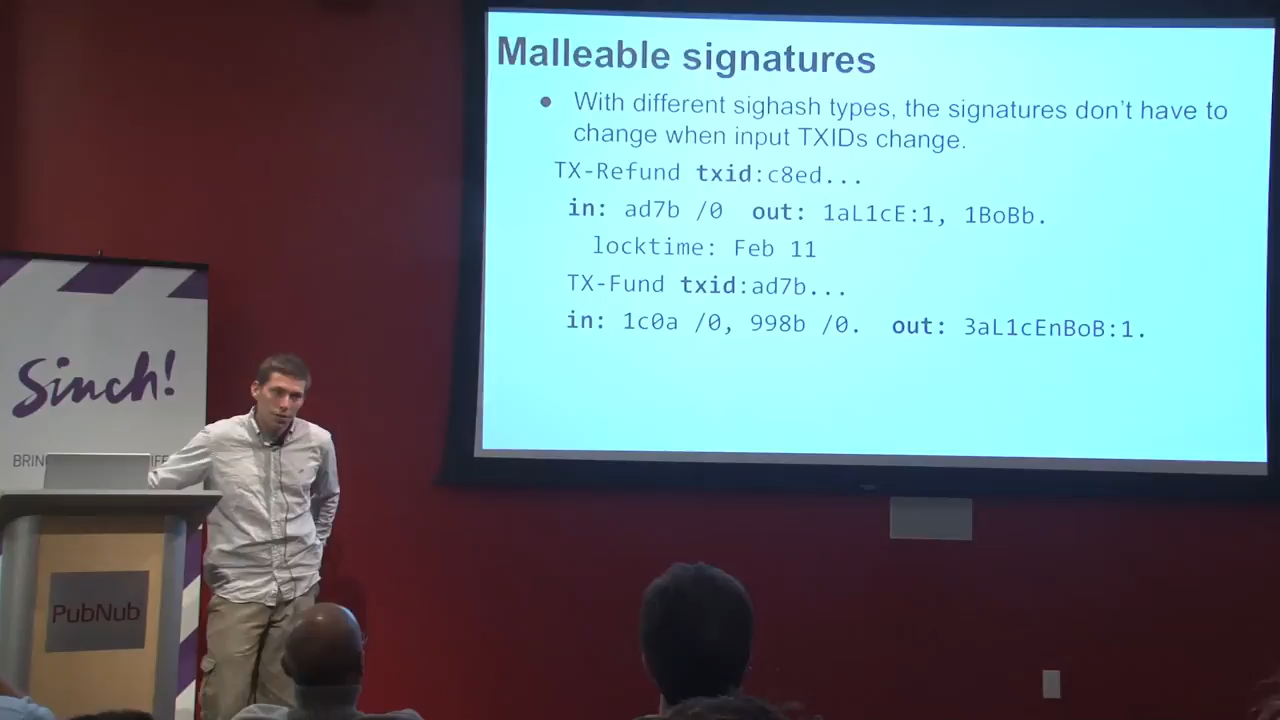 Malleable signatures
● With different sighash types, the signatures don't have to
change when input TXIDs change.
TX-Refund txid:c8ed...
in: ad7b /0 out: 1aL1cE:1, 1BoBb.
locktime: Feb 11
TX-Fund txid:ad7b...
in: 1c0a /0, 998b /0. out: 3aL1cEnBoB:1.
Sinch!
PubNub